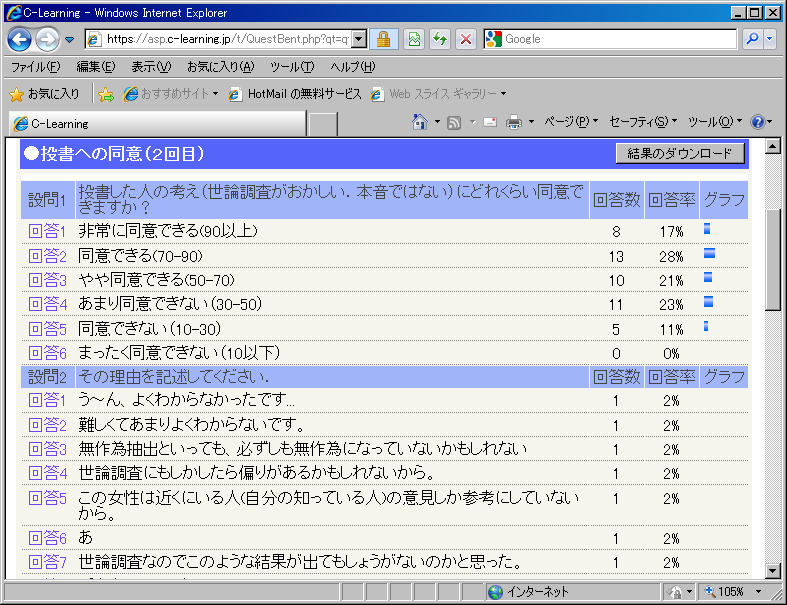 C-Learning - Windows Internet Explorer
https://asp.c-learning.jp/t/QuestBent.php?qt=q
Google
ファイル(F) 編集(E) 表示(V) お気に入り(A) ツール(T) ヘルプ(H)
お気に入り おすすめサイト HotMail の無料サービス Web スライス ギャラリー
C-Learning ページ(P) セーフティ(S) ツール(O)
●投書への同意(2回目) 結果のダウンロード
設問1 投書した人の考え(世論調査がおかしい．本音ではない)にどれくらい同意で 回答数 回答率 グラフ
きますか？
回答1 非常に同意できる(90以上) 8 17%
回答2 同意できる(70-90) 13 28%
回答3 やや同意できる(50-70) 10 21%
回答4 あまり同意できない(30-50) 11 23%
回答5 同意できない(10-30) 5 11%
回答6 まったく同意できない(10以下) 0 0%
設問2 その理由を記述してください． 回答数 回答率 グラフ
回答1 う～ん、よくわからなかったです... 1 2%
回答2 難しくてあまりよくわからないです。 1 2%
回答3 無作為抽出といっても、必ずしも無作為になっていないかもしれない 1 2%
回答4 世論調査にもしかしたら偏りがあるかもしれないから。 1 2%
回答5 この女性は近くにいる人(自分の知っている人)の意見しか参考にしていない 1 2%
から。
回答6 あ 1 2%
回答7 世論調査なのでこのような結果が出てもしょうがないのかと思った。 1 2%
インターネット 105%